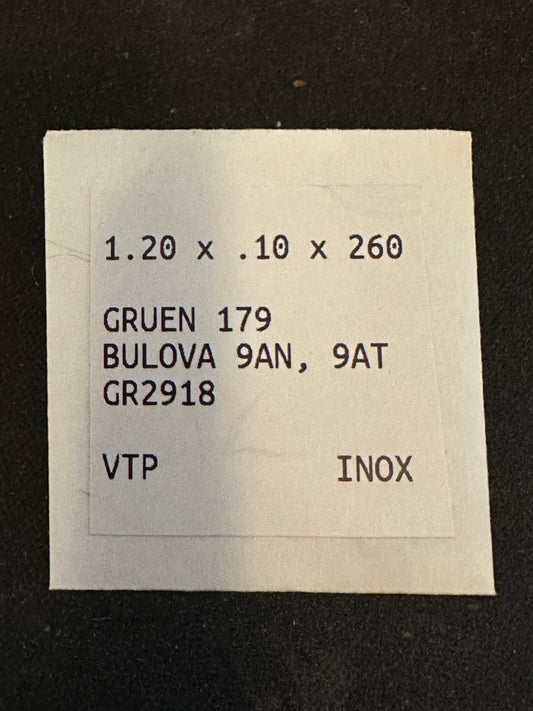 1.20 x .10 x 260
GRUEN 179
BULOVA 9AN, 9AT
GR2918
VTP INOX